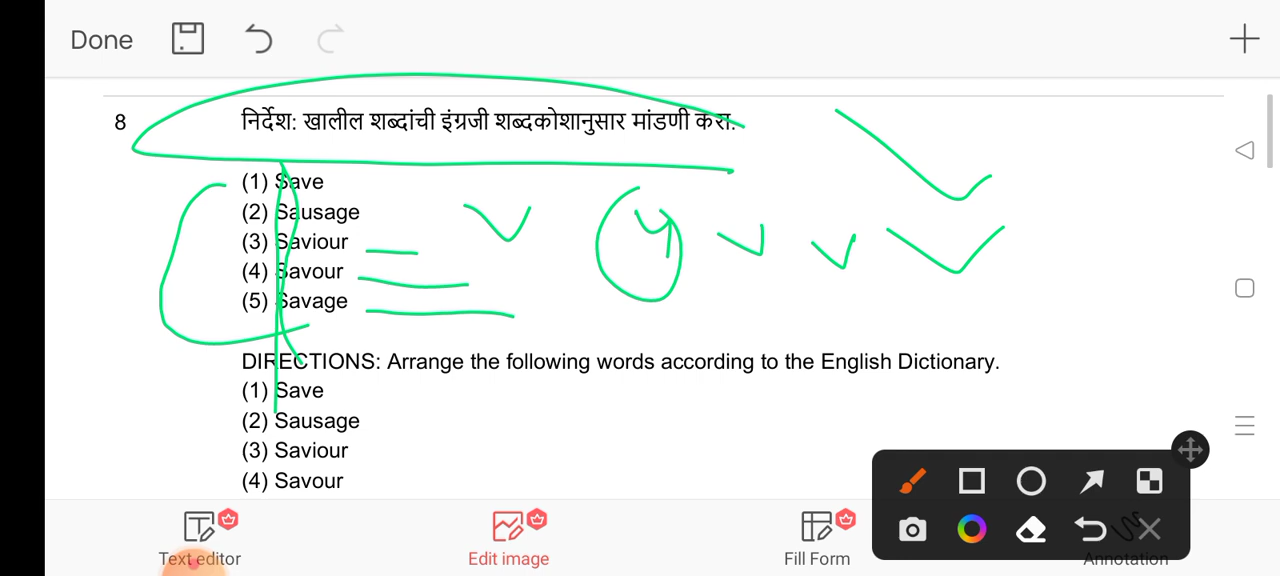 Done
8 निर्देश: खालील शब्दांची इंग्रजी शब्दकोशानुसार मांडणी करा.
(1) Save
(2) Sausage
(3) Saviour
(4) Savour
(5) Savage
DIRECTIONS: Arrange the following words according to the English Dictionary.
(1) Save
(2) Sausage
(3) Saviour
(4) Savour
Text editor Edit image Fill Form Annotation